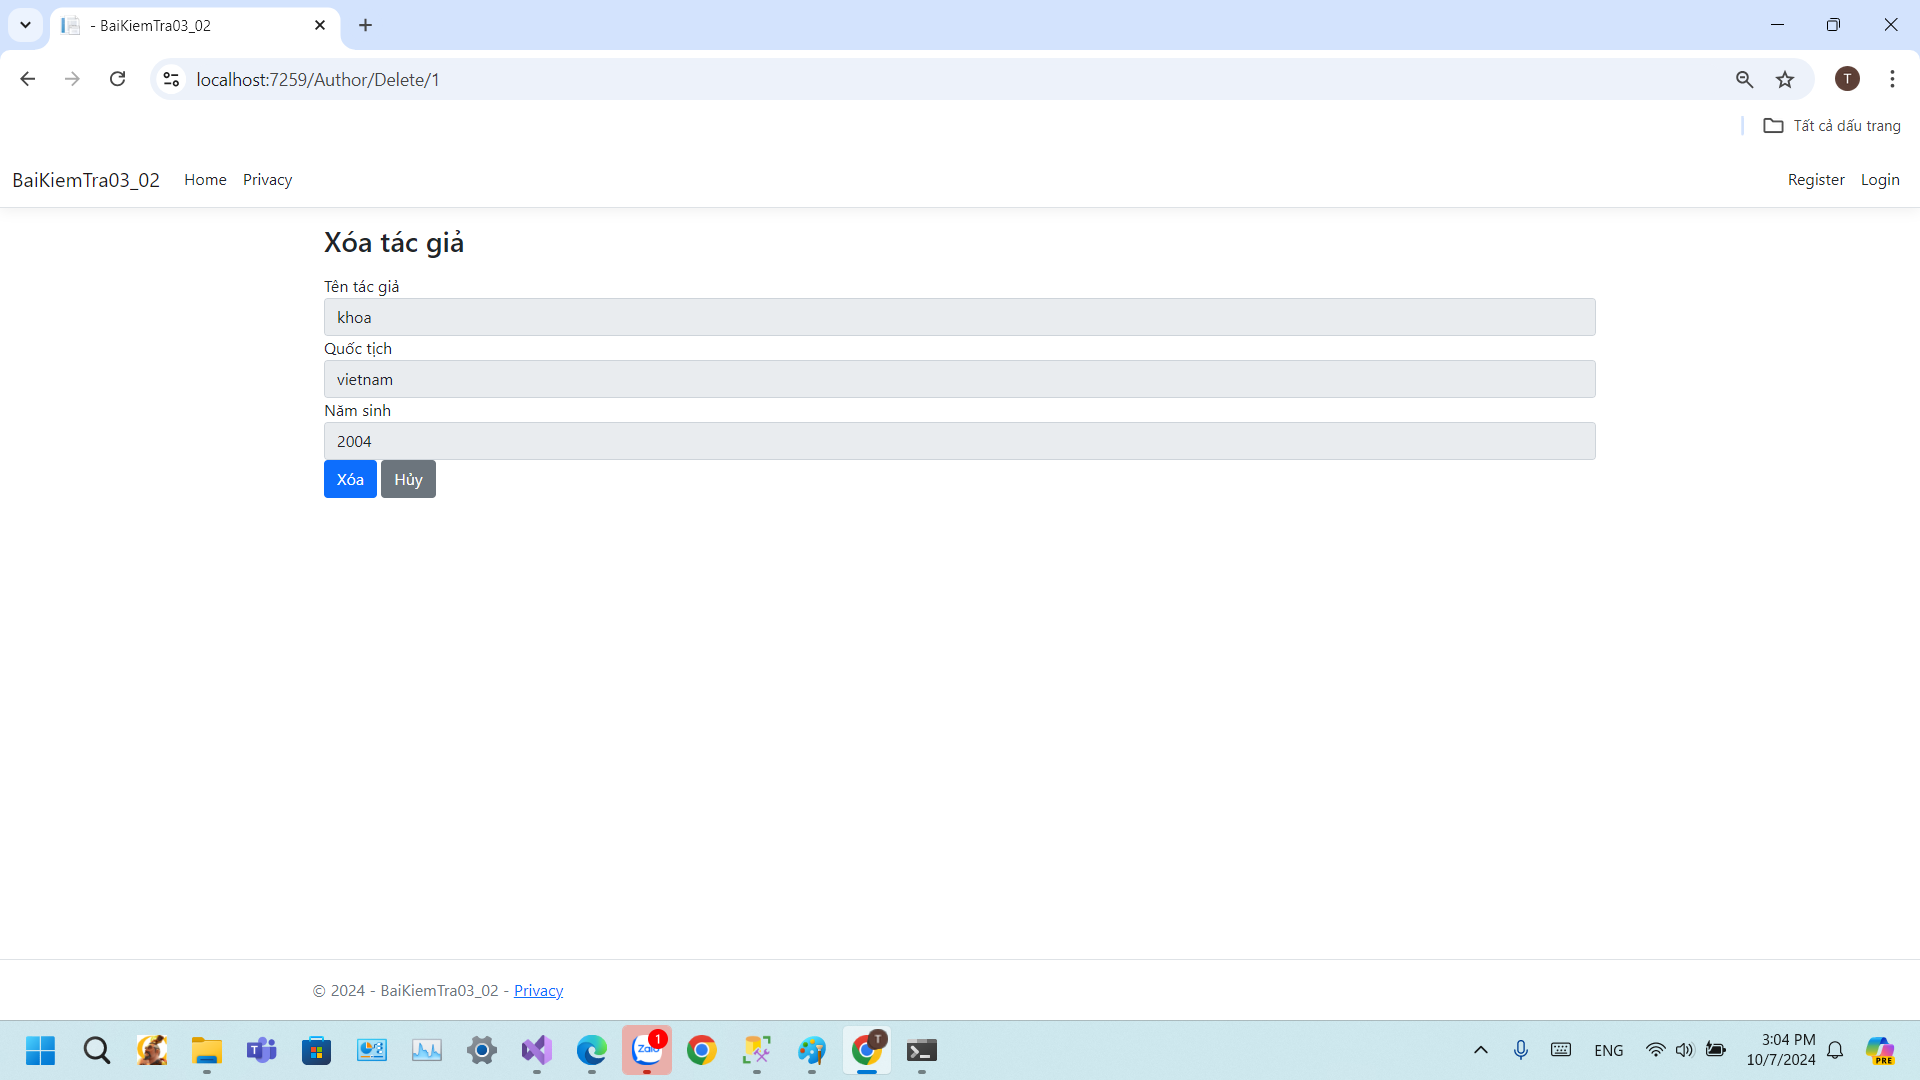 - BaiKiemTra03_02
localhost:7259/Author/Delete/1
T
Tất cả dấu trang
BaiKiemTra03_02 Home Privacy Register Login
Xóa tác giả
Tên tác giả
khoa
Quốc tịch
vietnam
Năm sinh
2004
Xóa Hủy
© 2024 - BaiKiemTra03_02 - Privacy
Zalo 1 T
ENG
3:04 PM
10/7/2024
PRE